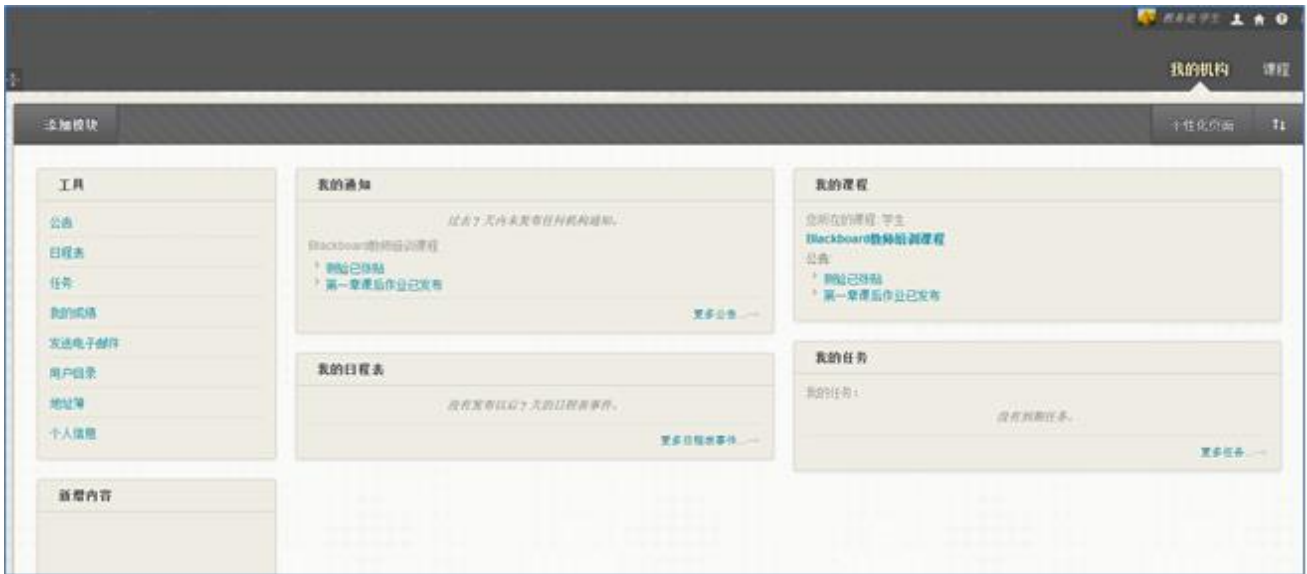 我的机构 课程
添加模块
个性化页面
工具
公告
日程表
任务
我的成绩
发送电子邮件
用户目录
地址簿
个人信息
新增内容
我的通知
过去 7 天内未发布任何机构通知。
Blackboard教师培训课程
测验已张贴
第一章课后作业已发布
更多公告...
我的日程表
没有发布以后 7 天的日程表事件。
更多日程表事件...
我的课程
您所在的课程: 学生
Blackboard教师培训课程
公告:
测验已张贴
第一章课后作业已发布
我的任务
我的任务:
没有到期任务。
更多任务...